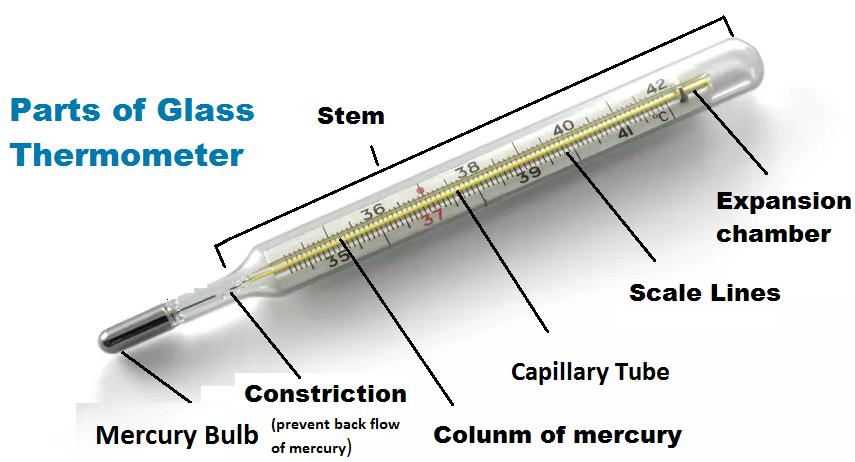 Parts of Glass
Thermometer
Stem
42
°C
40
41
38
39
36
37
35
Expansion
chamber
Scale Lines
Capillary Tube
Constriction
(prevent back flow
of mercury)
Mercury Bulb
Colunm of mercury